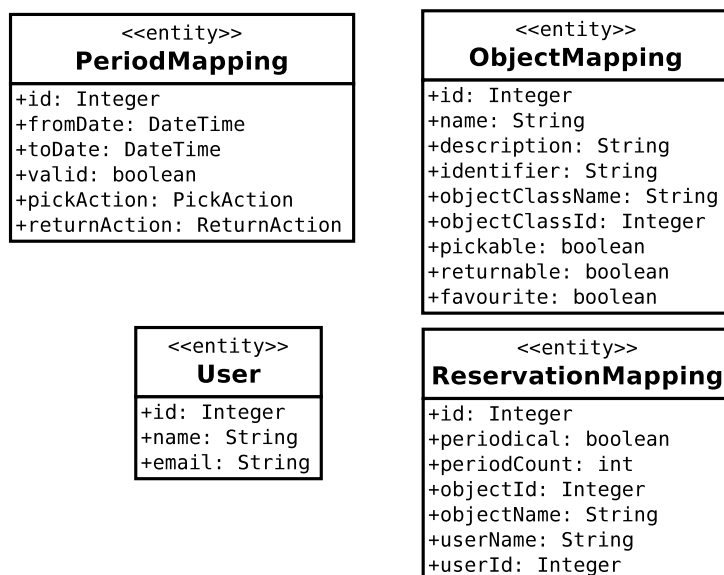 <<entity>>
PeriodMapping
+id: Integer
+fromDate: DateTime
+toDate: DateTime
+valid: boolean
+pickAction: PickAction
+returnAction: ReturnAction
<<entity>>
ObjectMapping
+id: Integer
+name: String
+description: String
+identifier: String
+objectClassName: String
+objectClassId: Integer
+pickable: boolean
+returnable: boolean
+favourite: boolean
<<entity>>
User
+id: Integer
+name: String
+email: String
<<entity>>
ReservationMapping
+id: Integer
+periodical: boolean
+periodCount: int
+objectId: Integer
+objectName: String
+userName: String
+userId: Integer